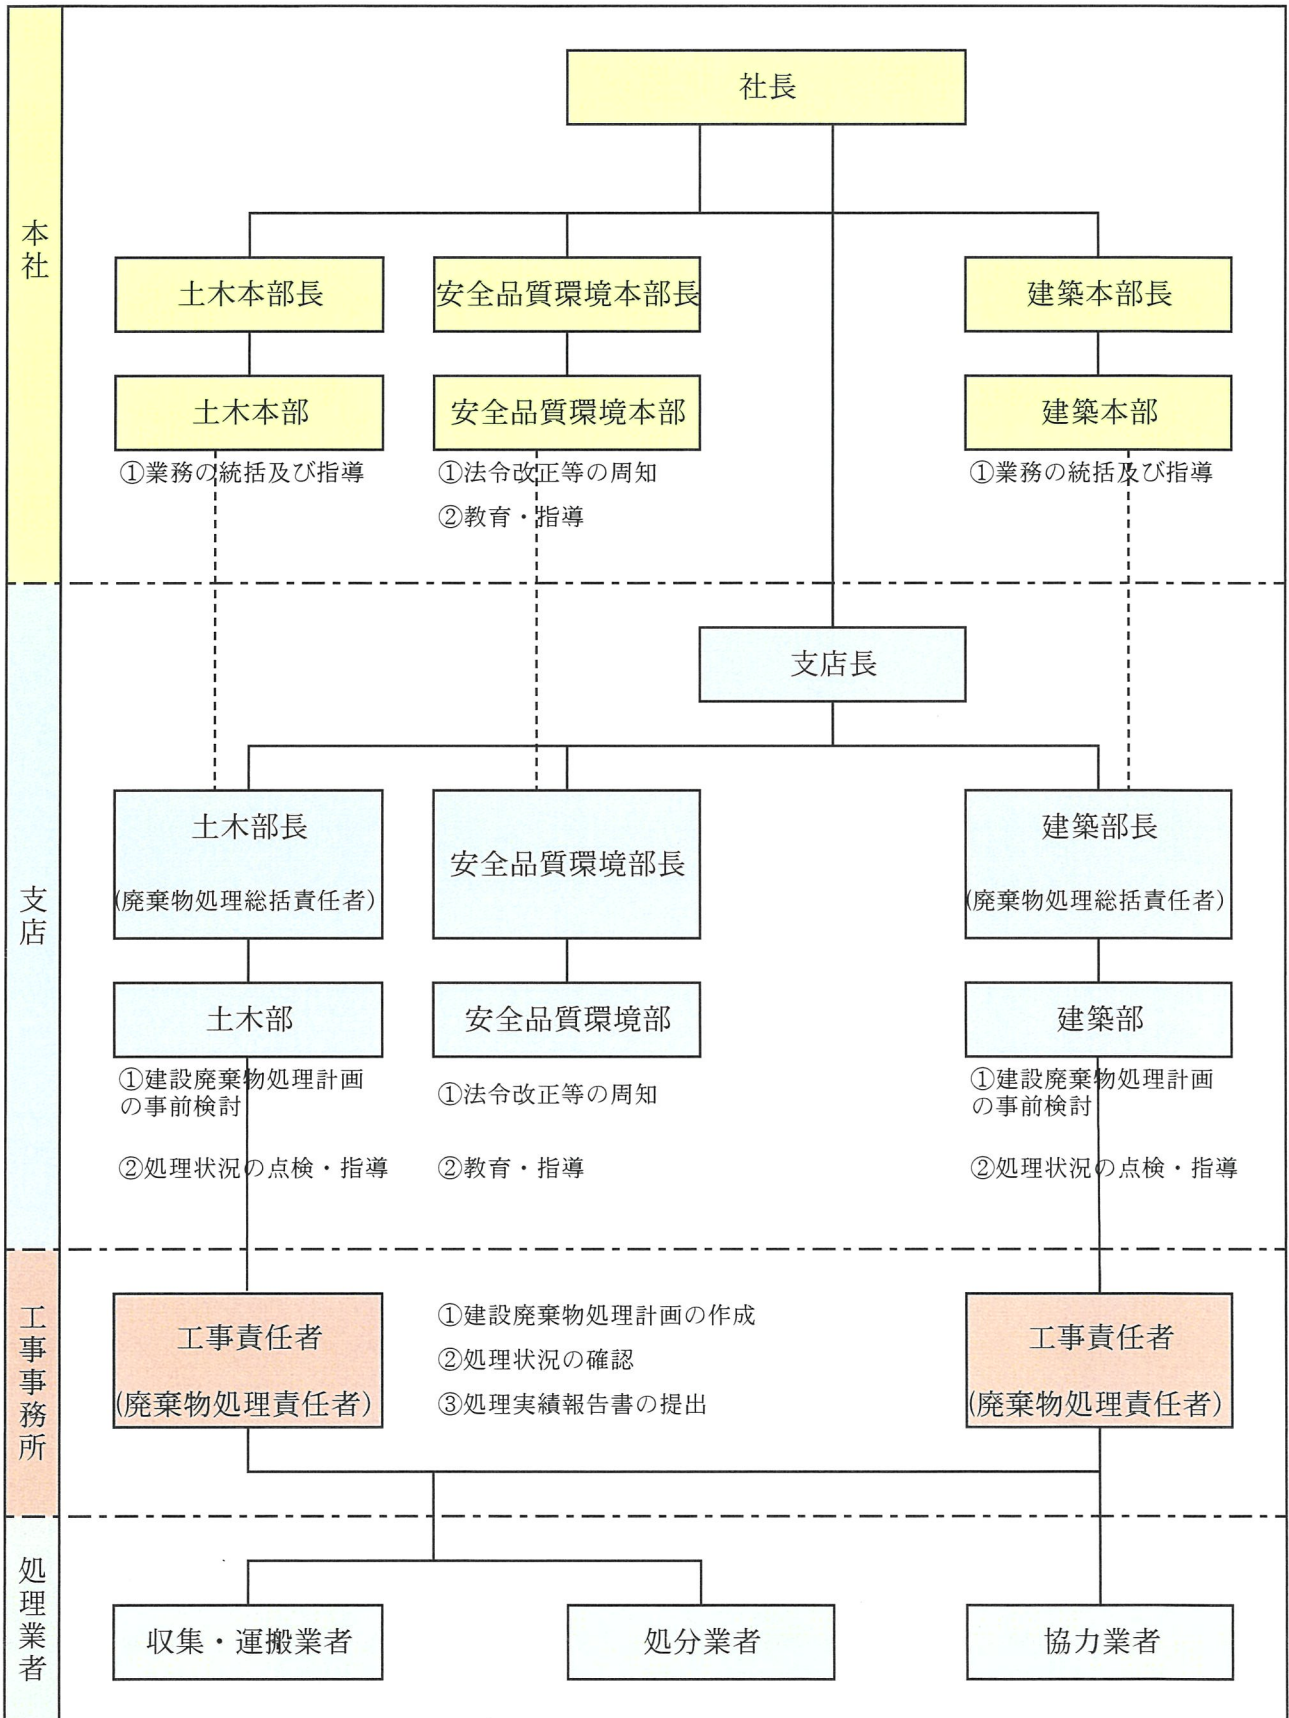 本社
社長
土木本部長
安全品質環境本部長
建築本部長
土木本部
安全品質環境本部
建築本部
①業務の統括及び指導
①法令改正等の周知
②教育・指導
①業務の統括及び指導
支店
支店長
土木部長
(廃棄物処理総括責任者)
安全品質環境部長
建築部長
(廃棄物処理総括責任者)
土木部
安全品質環境部
建築部
①建設廃棄物処理計画
の事前検討
②処理状況の点検・指導
①法令改正等の周知
②教育・指導
①建設廃棄物処理計画
の事前検討
②処理状況の点検・指導
工事事務所
工事責任者
(廃棄物処理責任者)
①建設廃棄物処理計画の作成
②処理状況の確認
③処理実績報告書の提出
工事責任者
(廃棄物処理責任者)
処理業者
収集・運搬業者
処分業者
協力業者